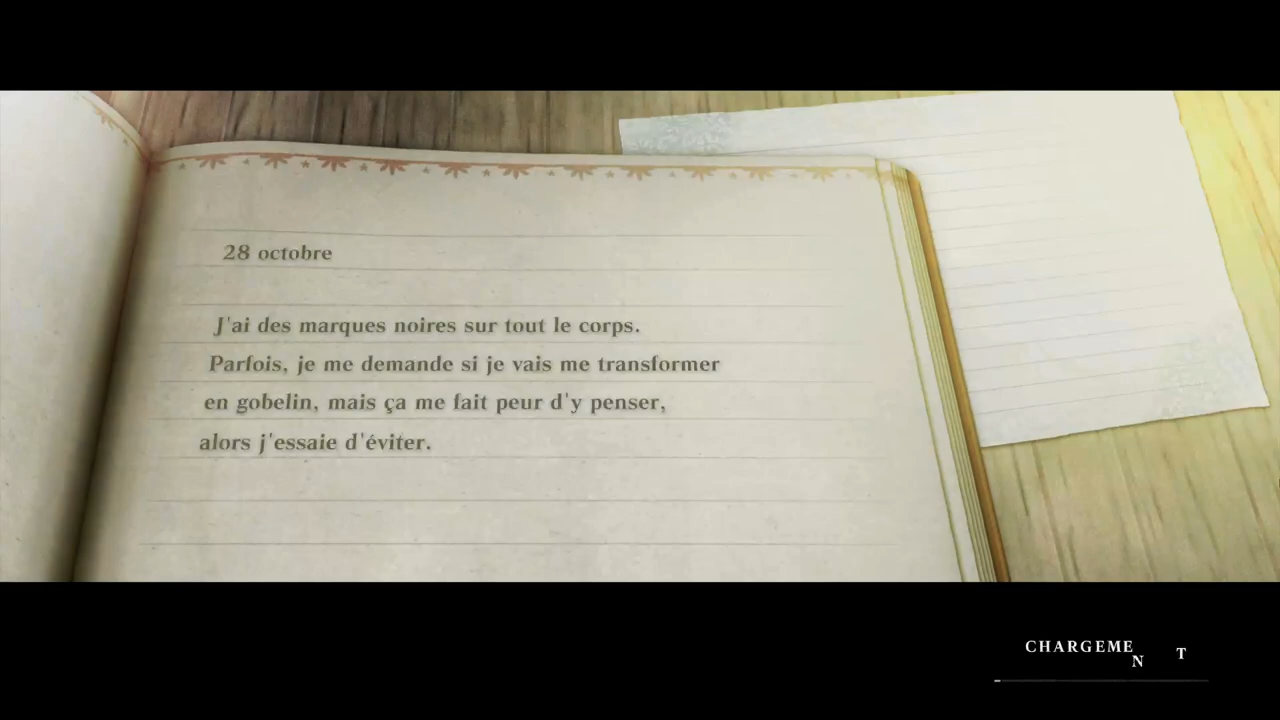 28 octobre
J'ai des marques noires sur tout le corps.
Parfois, je me demande si je vais me transformer
en gobelin, mais ça me fait peur d'y penser,
alors j'essaie d'éviter.
CHARGEMENT